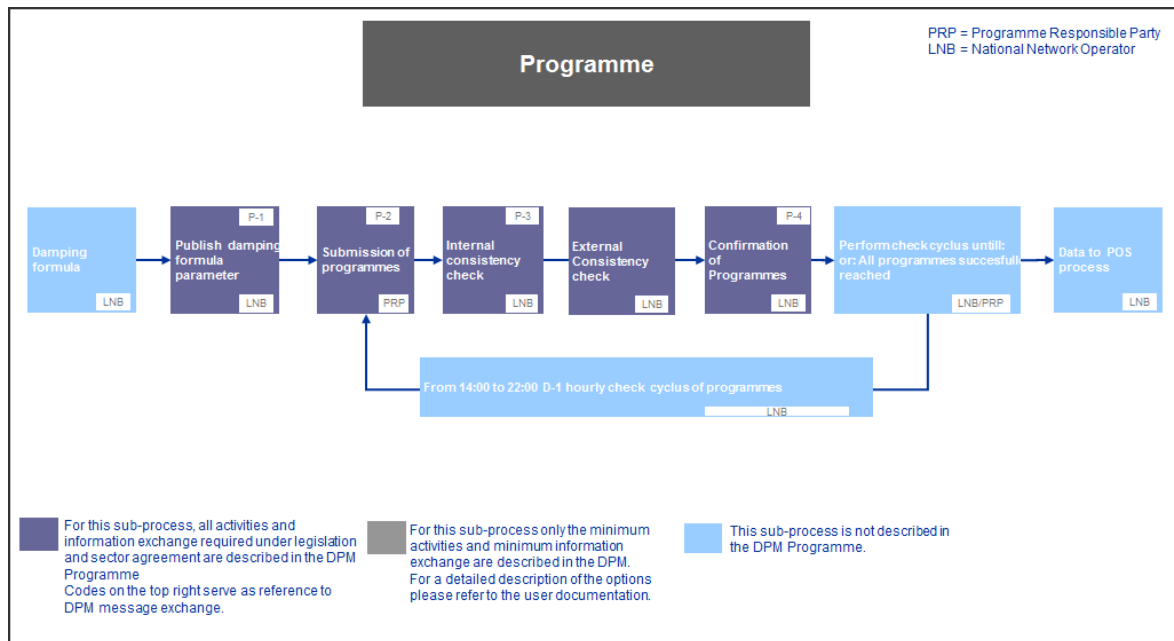 PRP = Programme Responsible Party
LNB = National Network Operator
Programme
Damping
formula
LNB
P-1
Publish damping
formula
parameter
LNB
P-2
Submission of
programmes
PRP
P-3
Internal
consistency
check
LNB
External
Consistency
check
LNB
P-4
Confirmation
of
Programmes
LNB
Perform check cyclus untill:
or: All programmes succesfull
reached
LNB/PRP
Data to POS
process
LNB
From 14:00 to 22:00 D-1 hourly check cyclus of programmes
LNB
For this sub-process, all activities and
information exchange required under legislation
and sector agreement are described in the DPM
Programme
Codes on the top right serve as reference to
DPM message exchange.
For this sub-process only the minimum
activities and minimum information
exchange are described in the DPM.
For a detailed description of the options
please refer to the user documentation.
This sub-process is not described in
the DPM Programme.